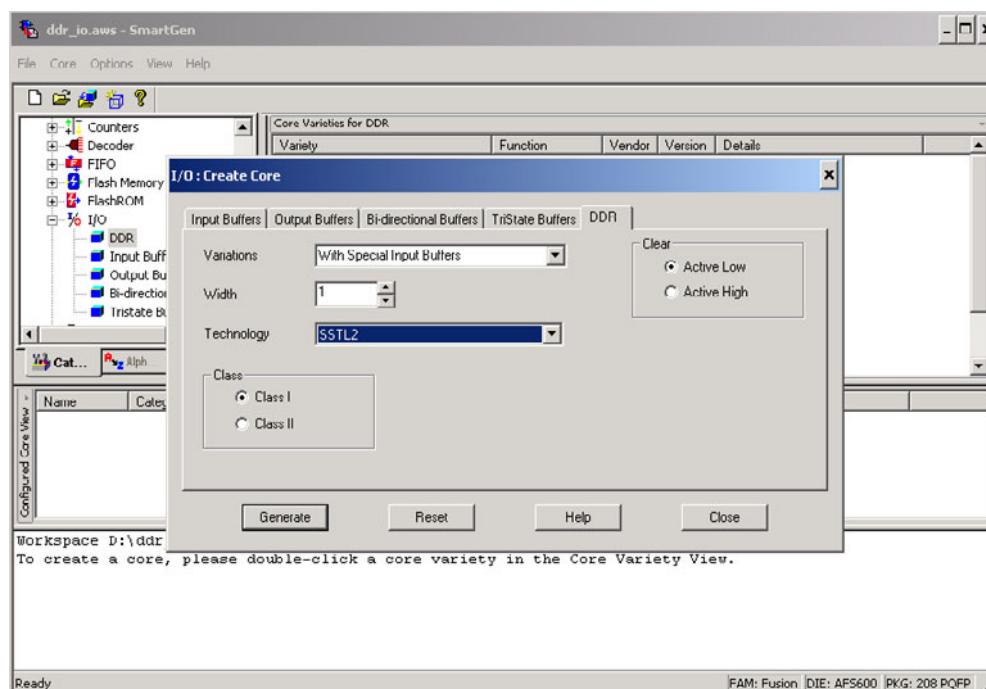 ddr_io.aws - SmartGen
File Core Options View Help
Counters
Decoder
FIFO
Flash Memory
FlashROM
I/O
DDR
Input Buff
Output Bu
Bi-direction
Tristate Bu
Cat...
Alph
Core Varieties for DDR
Variety Function Vendor Version Details
I/O : Create Core
Input Buffers Output Buffers Bi-directional Buffers TriState Buffers DDR
Variations With Special Input Buffers
Width 1
Technology SSTL2
Class
Class I
Class II
Clear
Active Low
Active High
Generate Reset Help Close
Configured Core View
Name Categ
Workspace D:\ddr
To create a core, please double-click a core variety in the Core Variety View.
Ready
FAM: Fusion DIE: AFS600 PKG: 208 PQFP